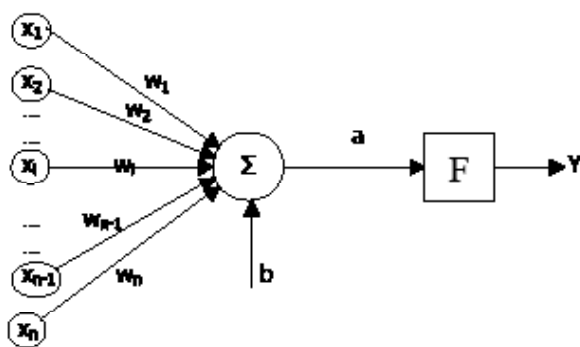 x₁
w₁
x₂
w₂
...
...
xᵢ
wᵢ
Σ
a
F
Y
...
...
wₙ₋₁
xₙ₋₁
wₙ
b
xₙ